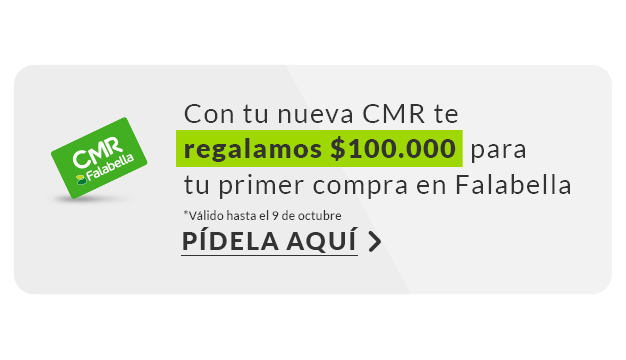 CMR
Falabella
Con tu nueva CMR te
regalamos $100.000 para
tu primer compra en Falabella
*Válido hasta el 9 de octubre
PÍDELA AQUÍ >